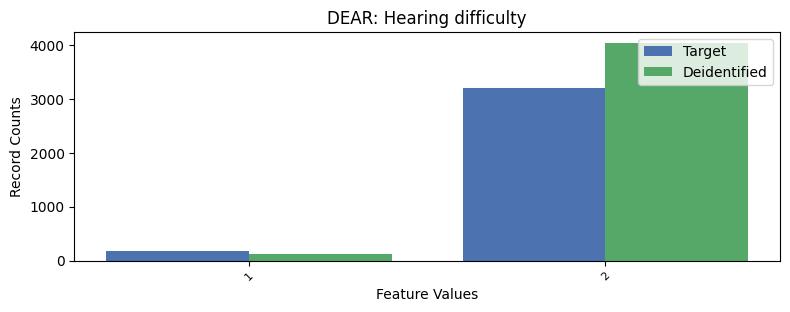 DEAR: Hearing difficulty
Record Counts
4000
3000
2000
1000
0
Target
Deidentified
1
2
Feature Values